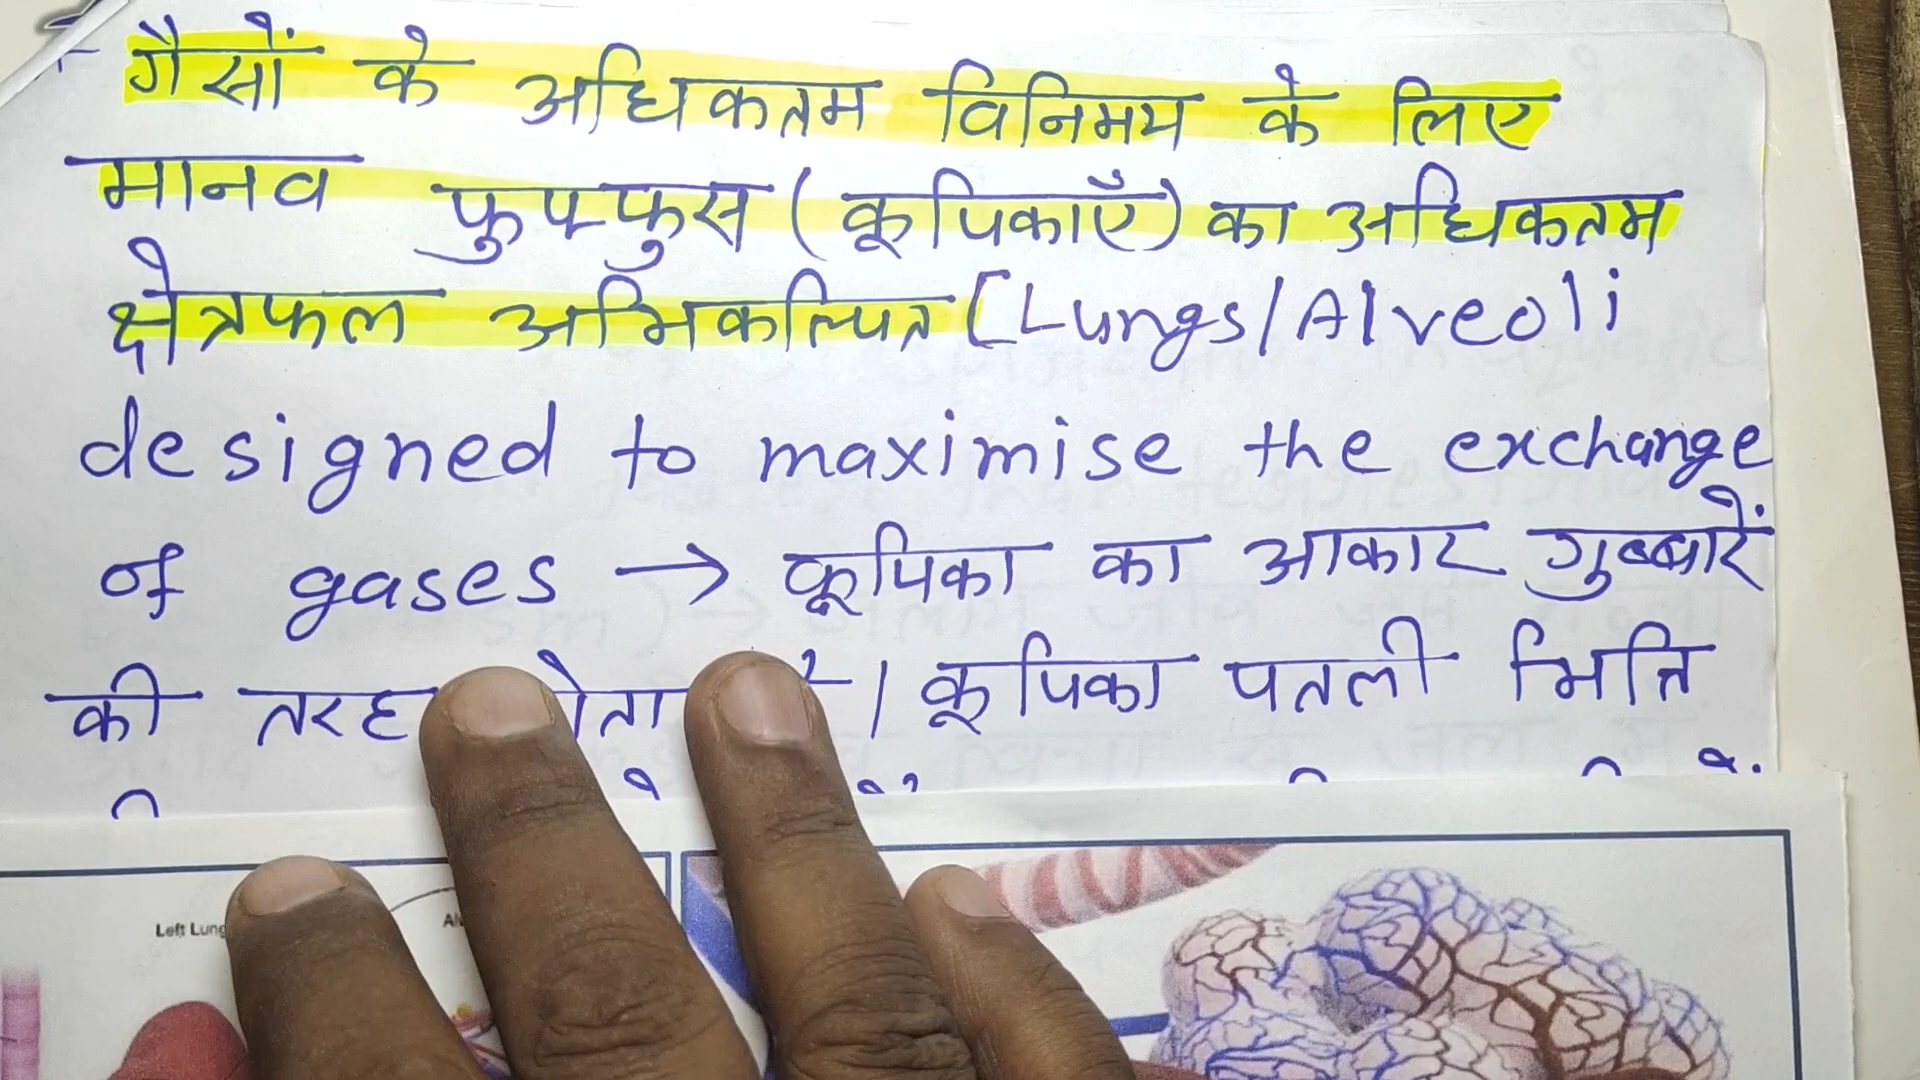 गैसों के अधिकतम विनिमय के लिए
मानव फुफ्फुस (कूपिकाएँ) का अधिकतम
क्षेत्रफल अभिकल्पित [Lungs/Alveoli
designed to maximise the exchange
of gases → कूपिका का आकार गुब्बारें
की तरह । कूपिका पतली भित्ति
Left Lung